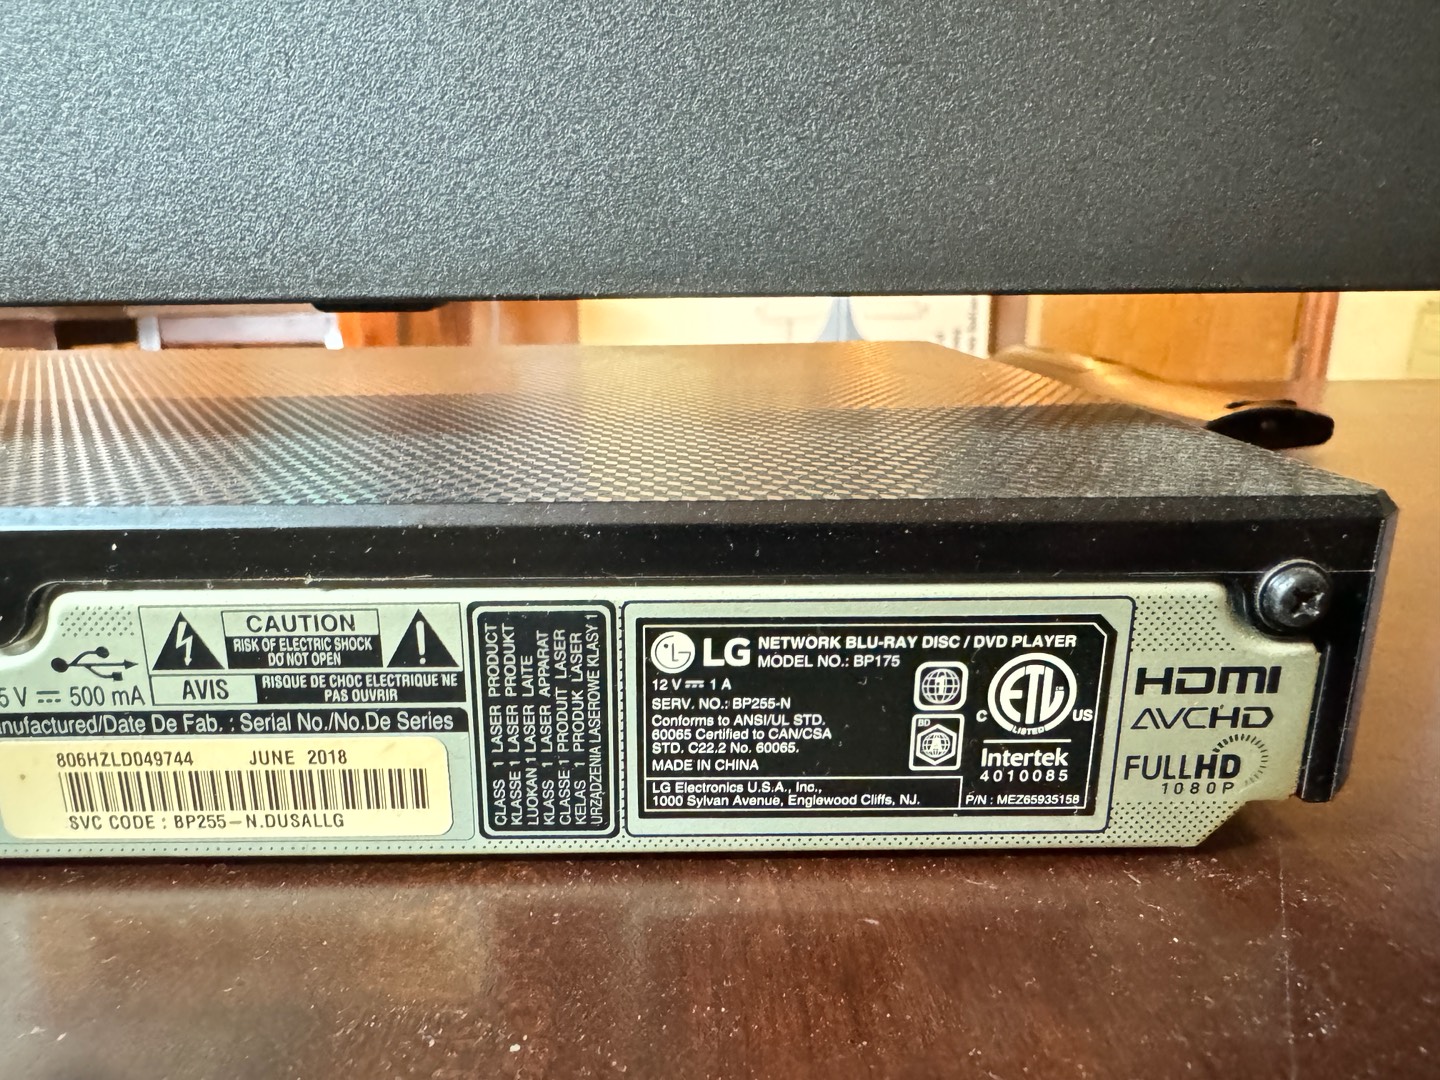 5 V ⎓ 500 mA
CAUTION
RISK OF ELECTRIC SHOCK
DO NOT OPEN
AVIS
RISQUE DE CHOC ELECTRIQUE NE
PAS OUVRIR
nufactured/Date De Fab. : Serial No./No.De Series
806HZLD049744 JUNE 2018
SVC CODE : BP255-N.DUSALLG
CLASS 1 LASER PRODUCT
KLASSE 1 LASER PRODUKT
LUOKAN 1 LASER LAITE
KLASS 1 LASER APPARAT
CLASSE 1 PRODUIT LASER
KELAS 1 PRODUK LASER
URZĄDZENIA LASEROWE KLASY 1
LG NETWORK BLU-RAY DISC / DVD PLAYER
MODEL NO.: BP175
12 V ⎓ 1 A
SERV. NO.: BP255-N
Conforms to ANSI/UL STD.
60065 Certified to CAN/CSA
STD. C22.2 No. 60065.
MADE IN CHINA
LG Electronics U.S.A., Inc.,
1000 Sylvan Avenue, Englewood Cliffs, NJ.
P/N : MEZ65935158
1
BD
A
C ETL US
LISTED
Intertek
4010085
HDMI
AVCHD
FULL HD
1080P